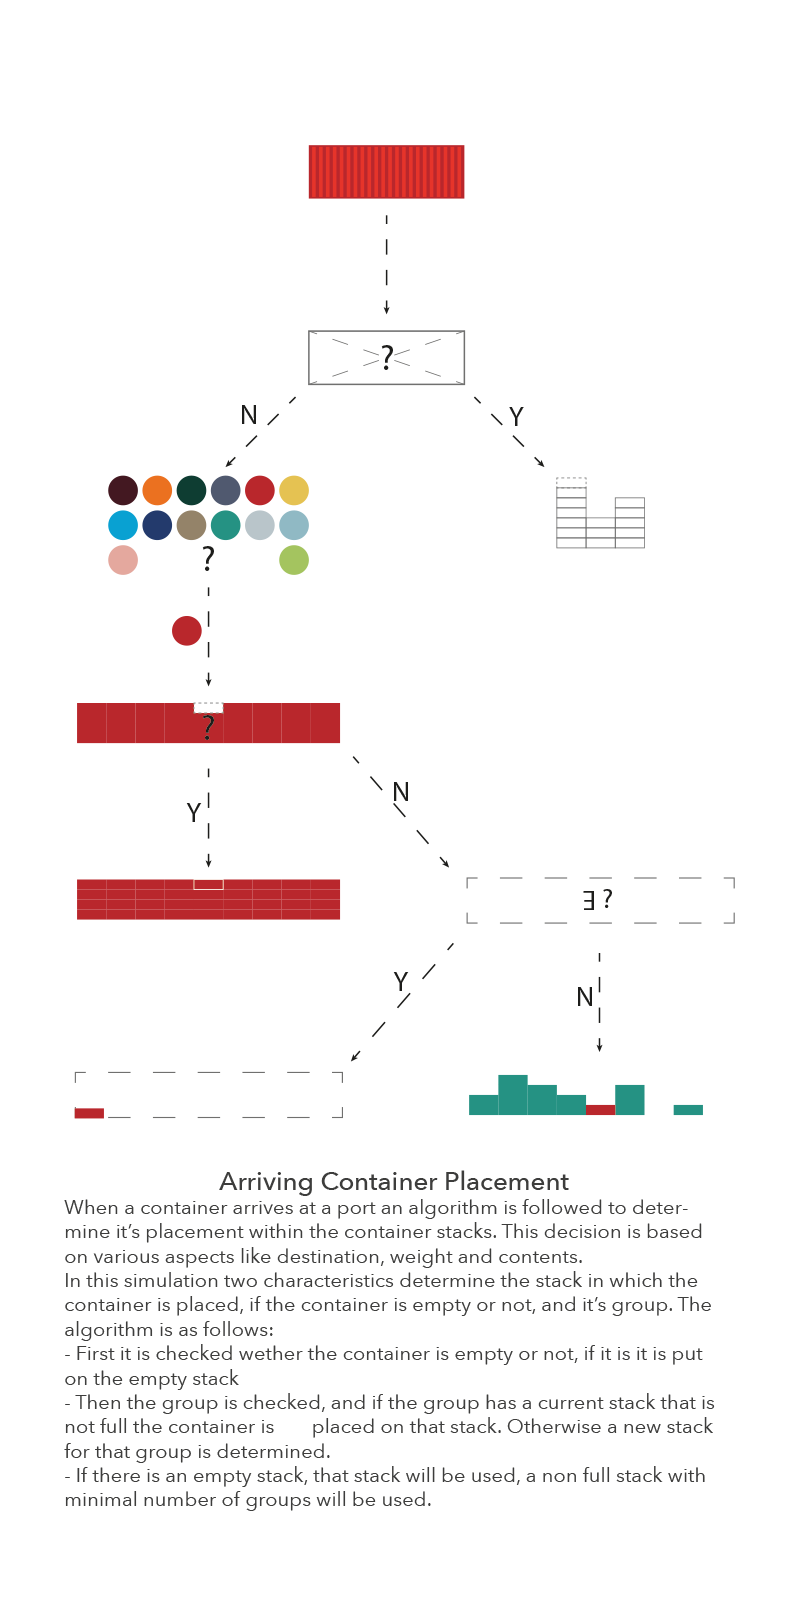 ?
N
Y
?
?
Y
N
∃ ?
Y
N
Arriving Container Placement
When a container arrives at a port an algorithm is followed to deter-
mine it’s placement within the container stacks. This decision is based
on various aspects like destination, weight and contents.
In this simulation two characteristics determine the stack in which the
container is placed, if the container is empty or not, and it’s group. The
algorithm is as follows:
- First it is checked wether the container is empty or not, if it is it is put
on the empty stack
- Then the group is checked, and if the group has a current stack that is
not full the container is placed on that stack. Otherwise a new stack
for that group is determined.
- If there is an empty stack, that stack will be used, a non full stack with
minimal number of groups will be used.